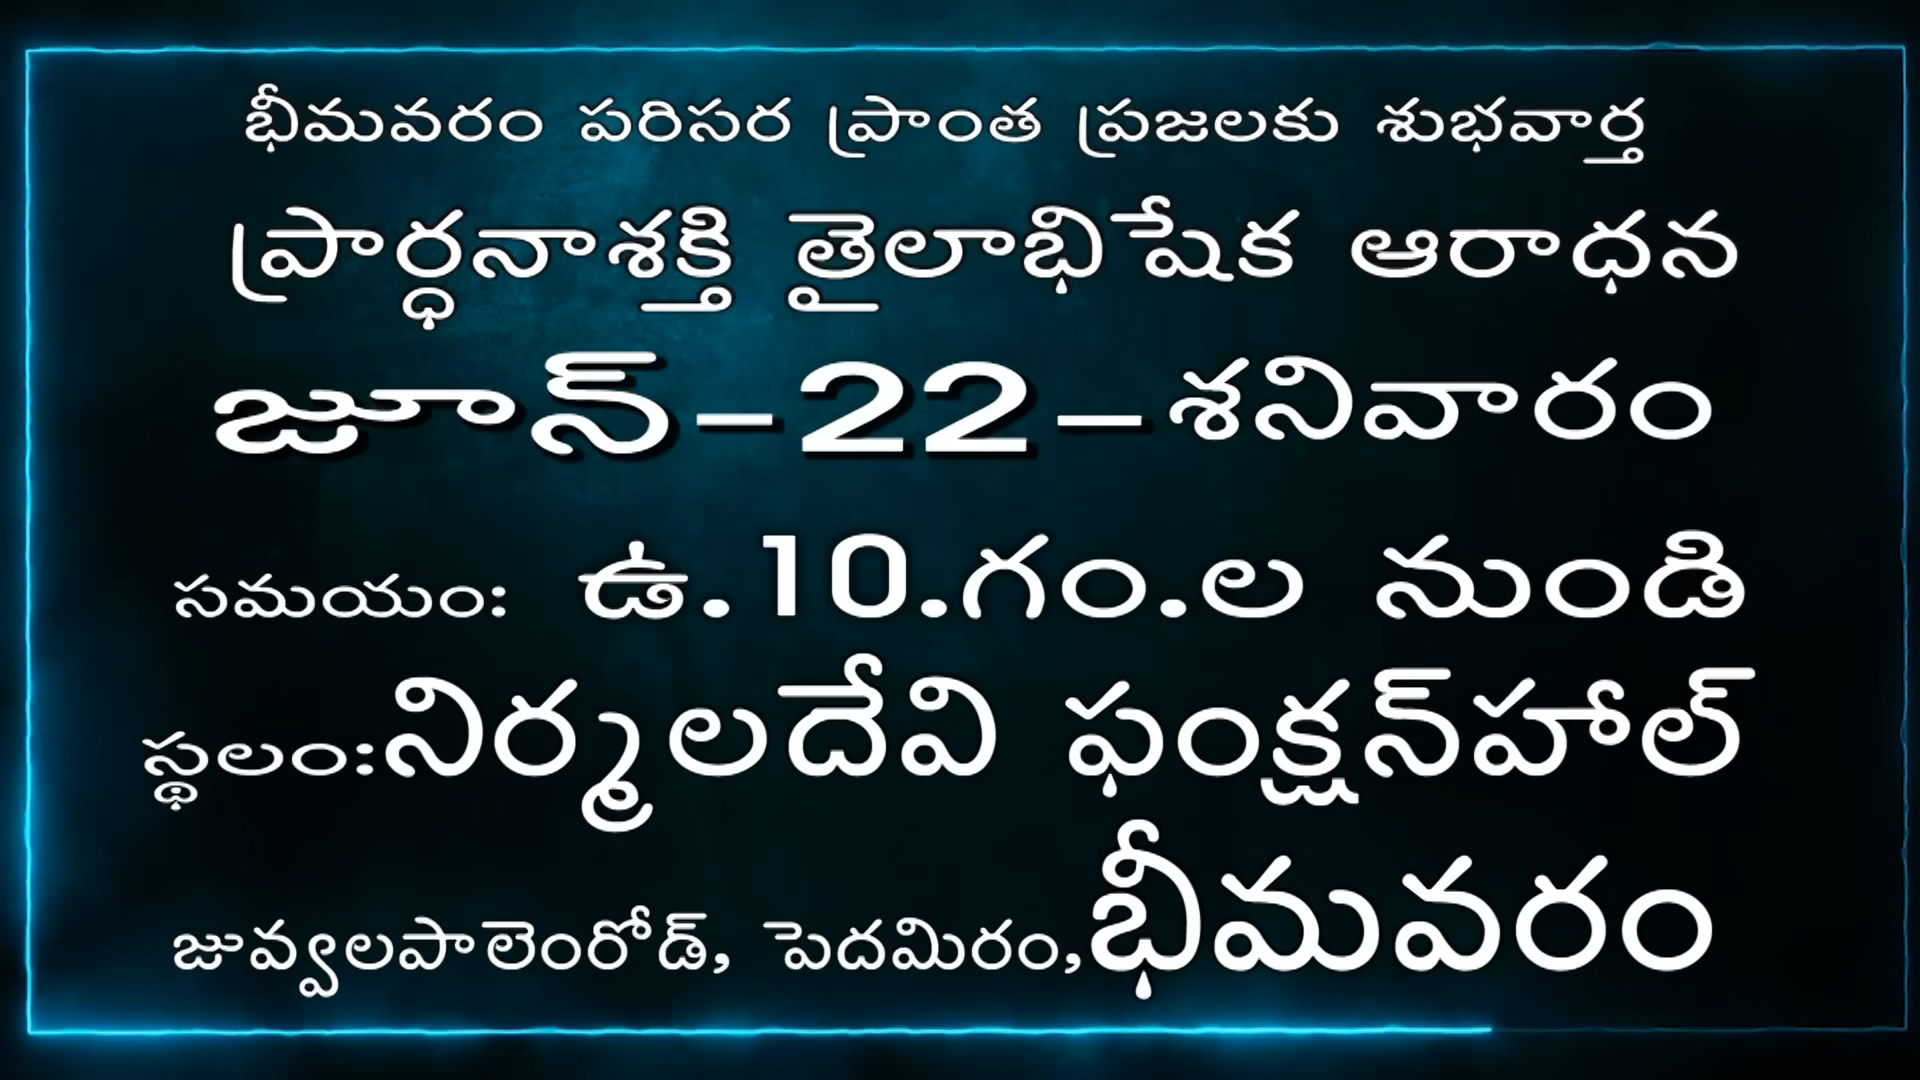 భీమవరం పరిసర ప్రాంత ప్రజలకు శుభవార్త
ప్రార్ధనాశక్తి తైలాభిషేక ఆరాధన
జూన్-22-శనివారం
సమయం: ఉ.10.గం.ల నుండి
స్థలం:నిర్మలదేవి ఫంక్షన్‌హాల్
జువ్వలపాలెంరోడ్, పెదమిరం,భీమవరం